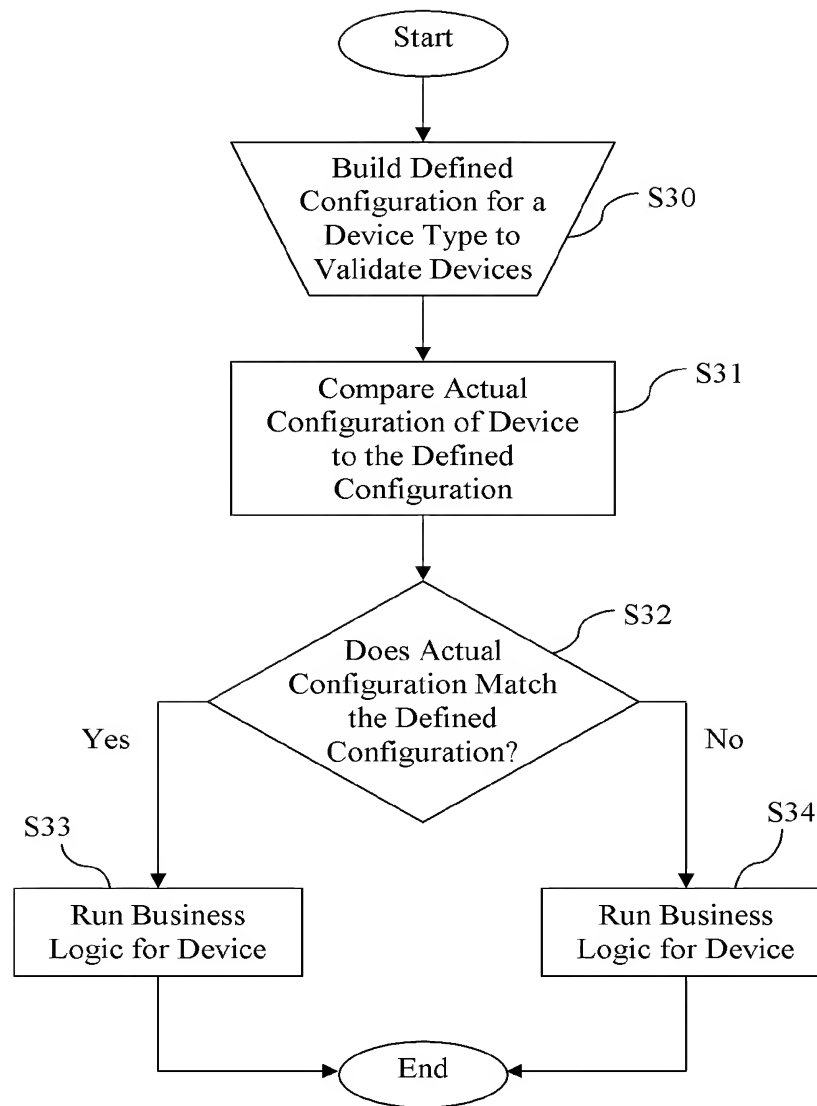 Start
Build Defined
Configuration for a
Device Type to
Validate Devices
S30
Compare Actual
Configuration of Device
to the Defined
Configuration
S31
Does Actual
Configuration Match
the Defined
Configuration?
S32
Yes
No
S33
S34
Run Business
Logic for Device
Run Business
Logic for Device
End